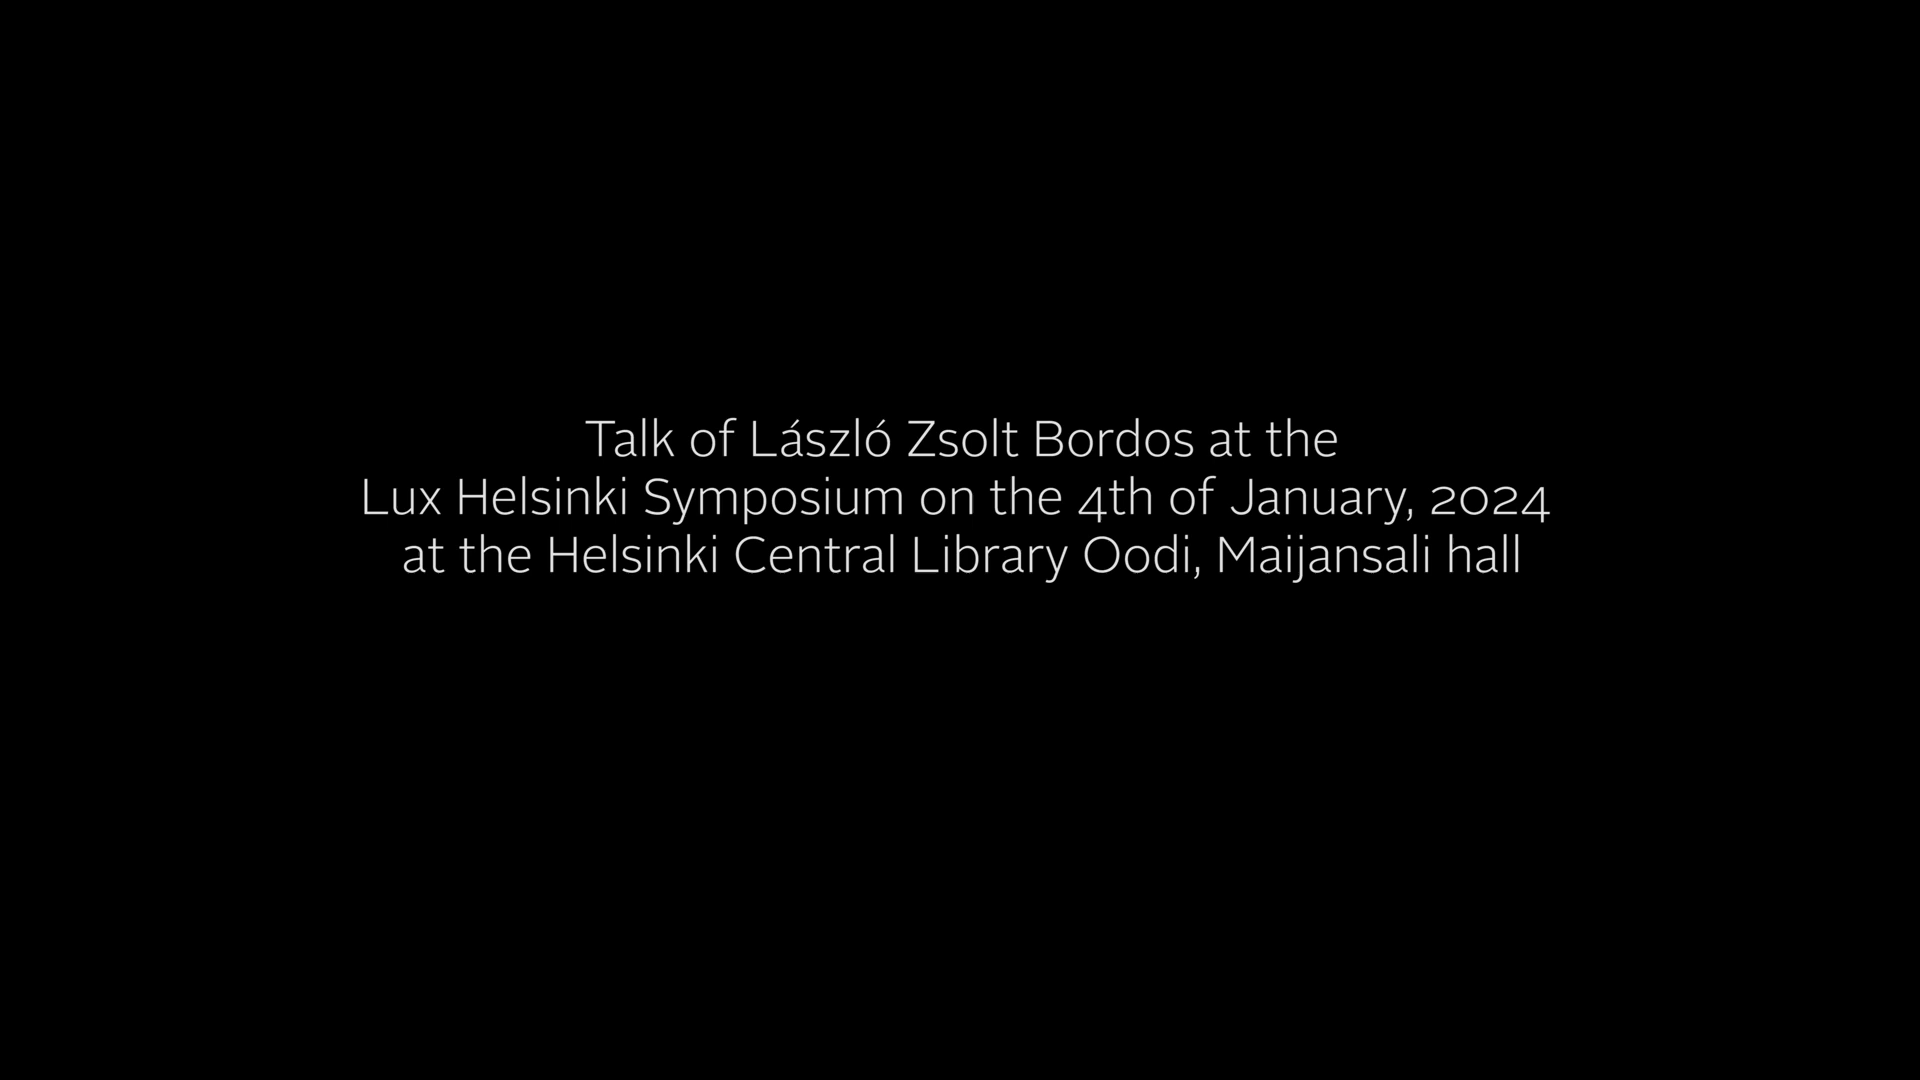 Talk of László Zsolt Bordos at the
Lux Helsinki Symposium on the 4th of January, 2024
at the Helsinki Central Library Oodi, Maijansali hall